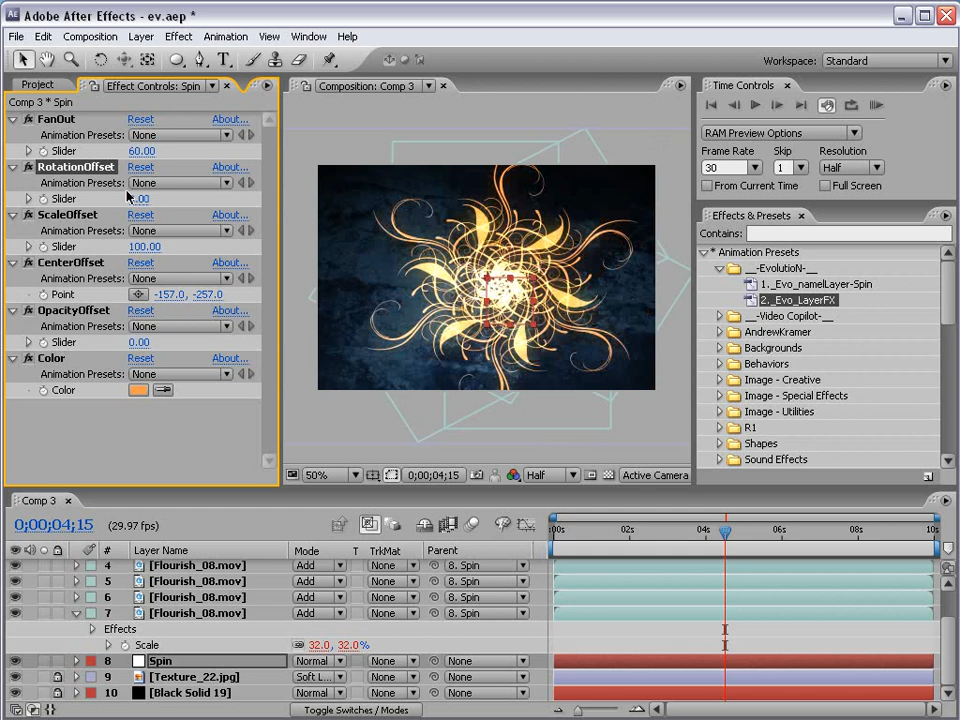 Adobe After Effects - ev.aep *
File Edit Composition Layer Effect Animation View Window Help
Workspace: Standard
Project Effect Controls: Spin
Comp 3 * Spin
FanOut Reset About...
Animation Presets: None
Slider 60.00
RotationOffset Reset About...
Animation Presets: None
Slider .00
ScaleOffset Reset About...
Animation Presets: None
Slider 100.00
CenterOffset Reset About...
Animation Presets: None
Point -157.0, -257.0
OpacityOffset Reset About...
Animation Presets: None
Slider 0.00
Color Reset About...
Animation Presets: None
Color
Composition: Comp 3
50% 0;00;04;15 Half Active Camera
Time Controls
RAM Preview Options
Frame Rate Skip Resolution
30 1 Half
From Current Time Full Screen
Effects & Presets
Contains:
* Animation Presets
__-EvolutioN-__
1._Evo_namelLayer-Spin
2._Evo_LayerFX
__-Video Copilot-__
AndrewKramer
Backgrounds
Behaviors
Image - Creative
Image - Special Effects
Image - Utilities
R1
Shapes
Sound Effects
Comp 3
0;00;04;15 (29.97 fps)
:00s 02s 04s 06s 08s 10s
# Layer Name Mode T TrkMat Parent
4 [Flourish_08.mov] Add None 8. Spin
5 [Flourish_08.mov] Add None 8. Spin
6 [Flourish_08.mov] Add None 8. Spin
7 [Flourish_08.mov] Add None 8. Spin
Effects
Scale 32.0, 32.0%
8 Spin Normal None None
9 [Texture_22.jpg] Soft L... None None
10 [Black Solid 19] Normal None None
Toggle Switches / Modes